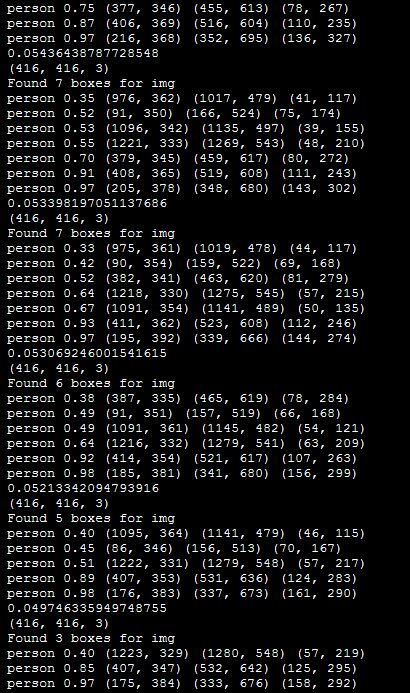 person 0.75 (377, 346) (455, 613) (78, 267)
person 0.87 (406, 369) (516, 604) (110, 235)
person 0.97 (216, 368) (352, 695) (136, 327)
0.05436438787728548
(416, 416, 3)
Found 7 boxes for img
person 0.35 (976, 362) (1017, 479) (41, 117)
person 0.52 (91, 350) (166, 524) (75, 174)
person 0.53 (1096, 342) (1135, 497) (39, 155)
person 0.55 (1221, 333) (1269, 543) (48, 210)
person 0.70 (379, 345) (459, 617) (80, 272)
person 0.91 (408, 365) (519, 608) (111, 243)
person 0.97 (205, 378) (348, 680) (143, 302)
0.053398197051137686
(416, 416, 3)
Found 7 boxes for img
person 0.33 (975, 361) (1019, 478) (44, 117)
person 0.42 (90, 354) (159, 522) (69, 168)
person 0.52 (382, 341) (463, 620) (81, 279)
person 0.64 (1218, 330) (1275, 545) (57, 215)
person 0.67 (1091, 354) (1141, 489) (50, 135)
person 0.93 (411, 362) (523, 608) (112, 246)
person 0.97 (195, 392) (339, 666) (144, 274)
0.053069246001541615
(416, 416, 3)
Found 6 boxes for img
person 0.38 (387, 335) (465, 619) (78, 284)
person 0.49 (91, 351) (157, 519) (66, 168)
person 0.49 (1091, 361) (1145, 482) (54, 121)
person 0.64 (1216, 332) (1279, 541) (63, 209)
person 0.92 (414, 354) (521, 617) (107, 263)
person 0.98 (185, 381) (341, 680) (156, 299)
0.05213342094793916
(416, 416, 3)
Found 5 boxes for img
person 0.40 (1095, 364) (1141, 479) (46, 115)
person 0.45 (86, 346) (156, 513) (70, 167)
person 0.51 (1222, 331) (1279, 548) (57, 217)
person 0.89 (407, 353) (531, 636) (124, 283)
person 0.98 (176, 383) (337, 673) (161, 290)
0.049746335949748755
(416, 416, 3)
Found 3 boxes for img
person 0.40 (1223, 329) (1280, 548) (57, 219)
person 0.85 (407, 347) (532, 642) (125, 295)
person 0.97 (175, 384) (333, 676) (158, 292)